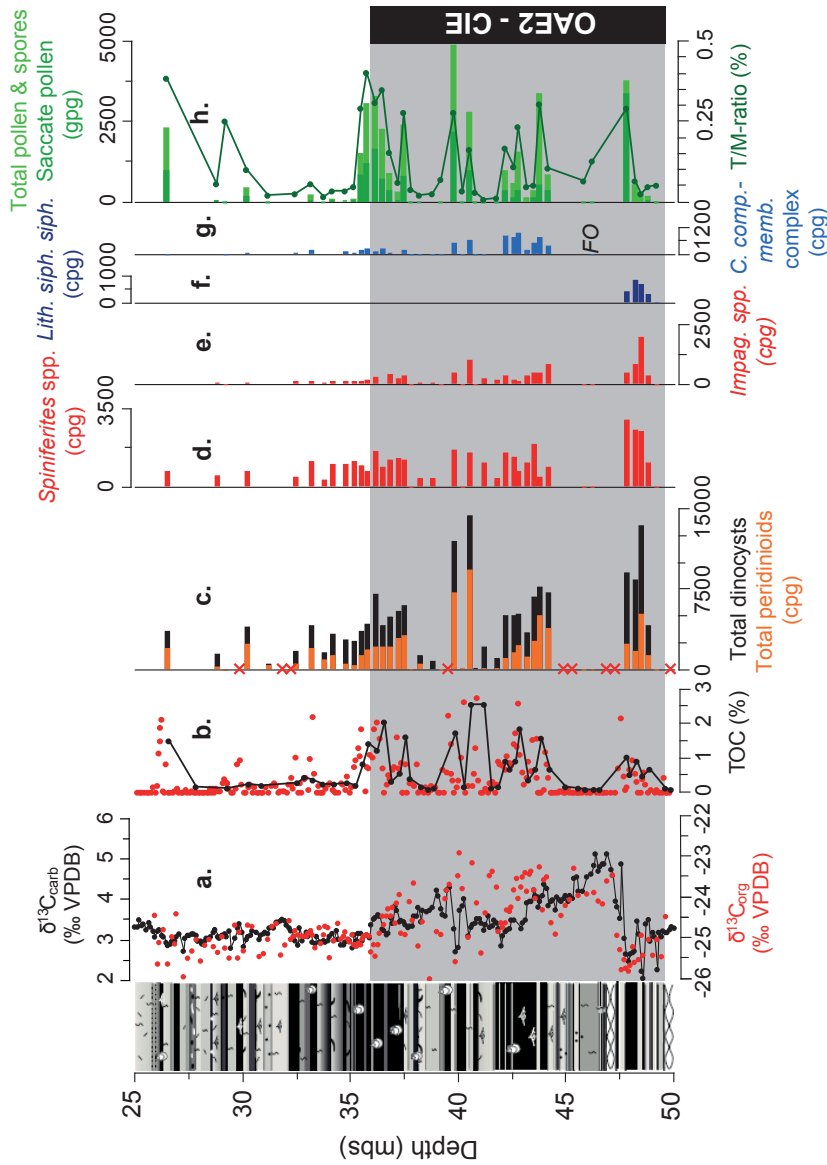 Depth (mbs)
25
30
35
40
45
50
δ13Ccarb
(‰ VPDB)
2
3
4
5
6
a.
-26
-25
-24
-23
-22
δ13Corg
(‰ VPDB)
b.
0
1
2
3
TOC (%)
c.
0
7500
15000
Total dinocysts
Total peridinioids
(cpg)
Spiniferites spp.
(cpg)
0
3500
d.
e.
0
2500
Impag. spp.
(cpg)
Lith. siph. siph.
(cpg)
0
1000
f.
g.
FO
0
1200
C. comp.-
memb.
complex
(cpg)
Total pollen & spores
Saccate pollen
(gpg)
0
2500
5000
h.
0
0.25
0.5
T/M-ratio (%)
OAE2 - CIE